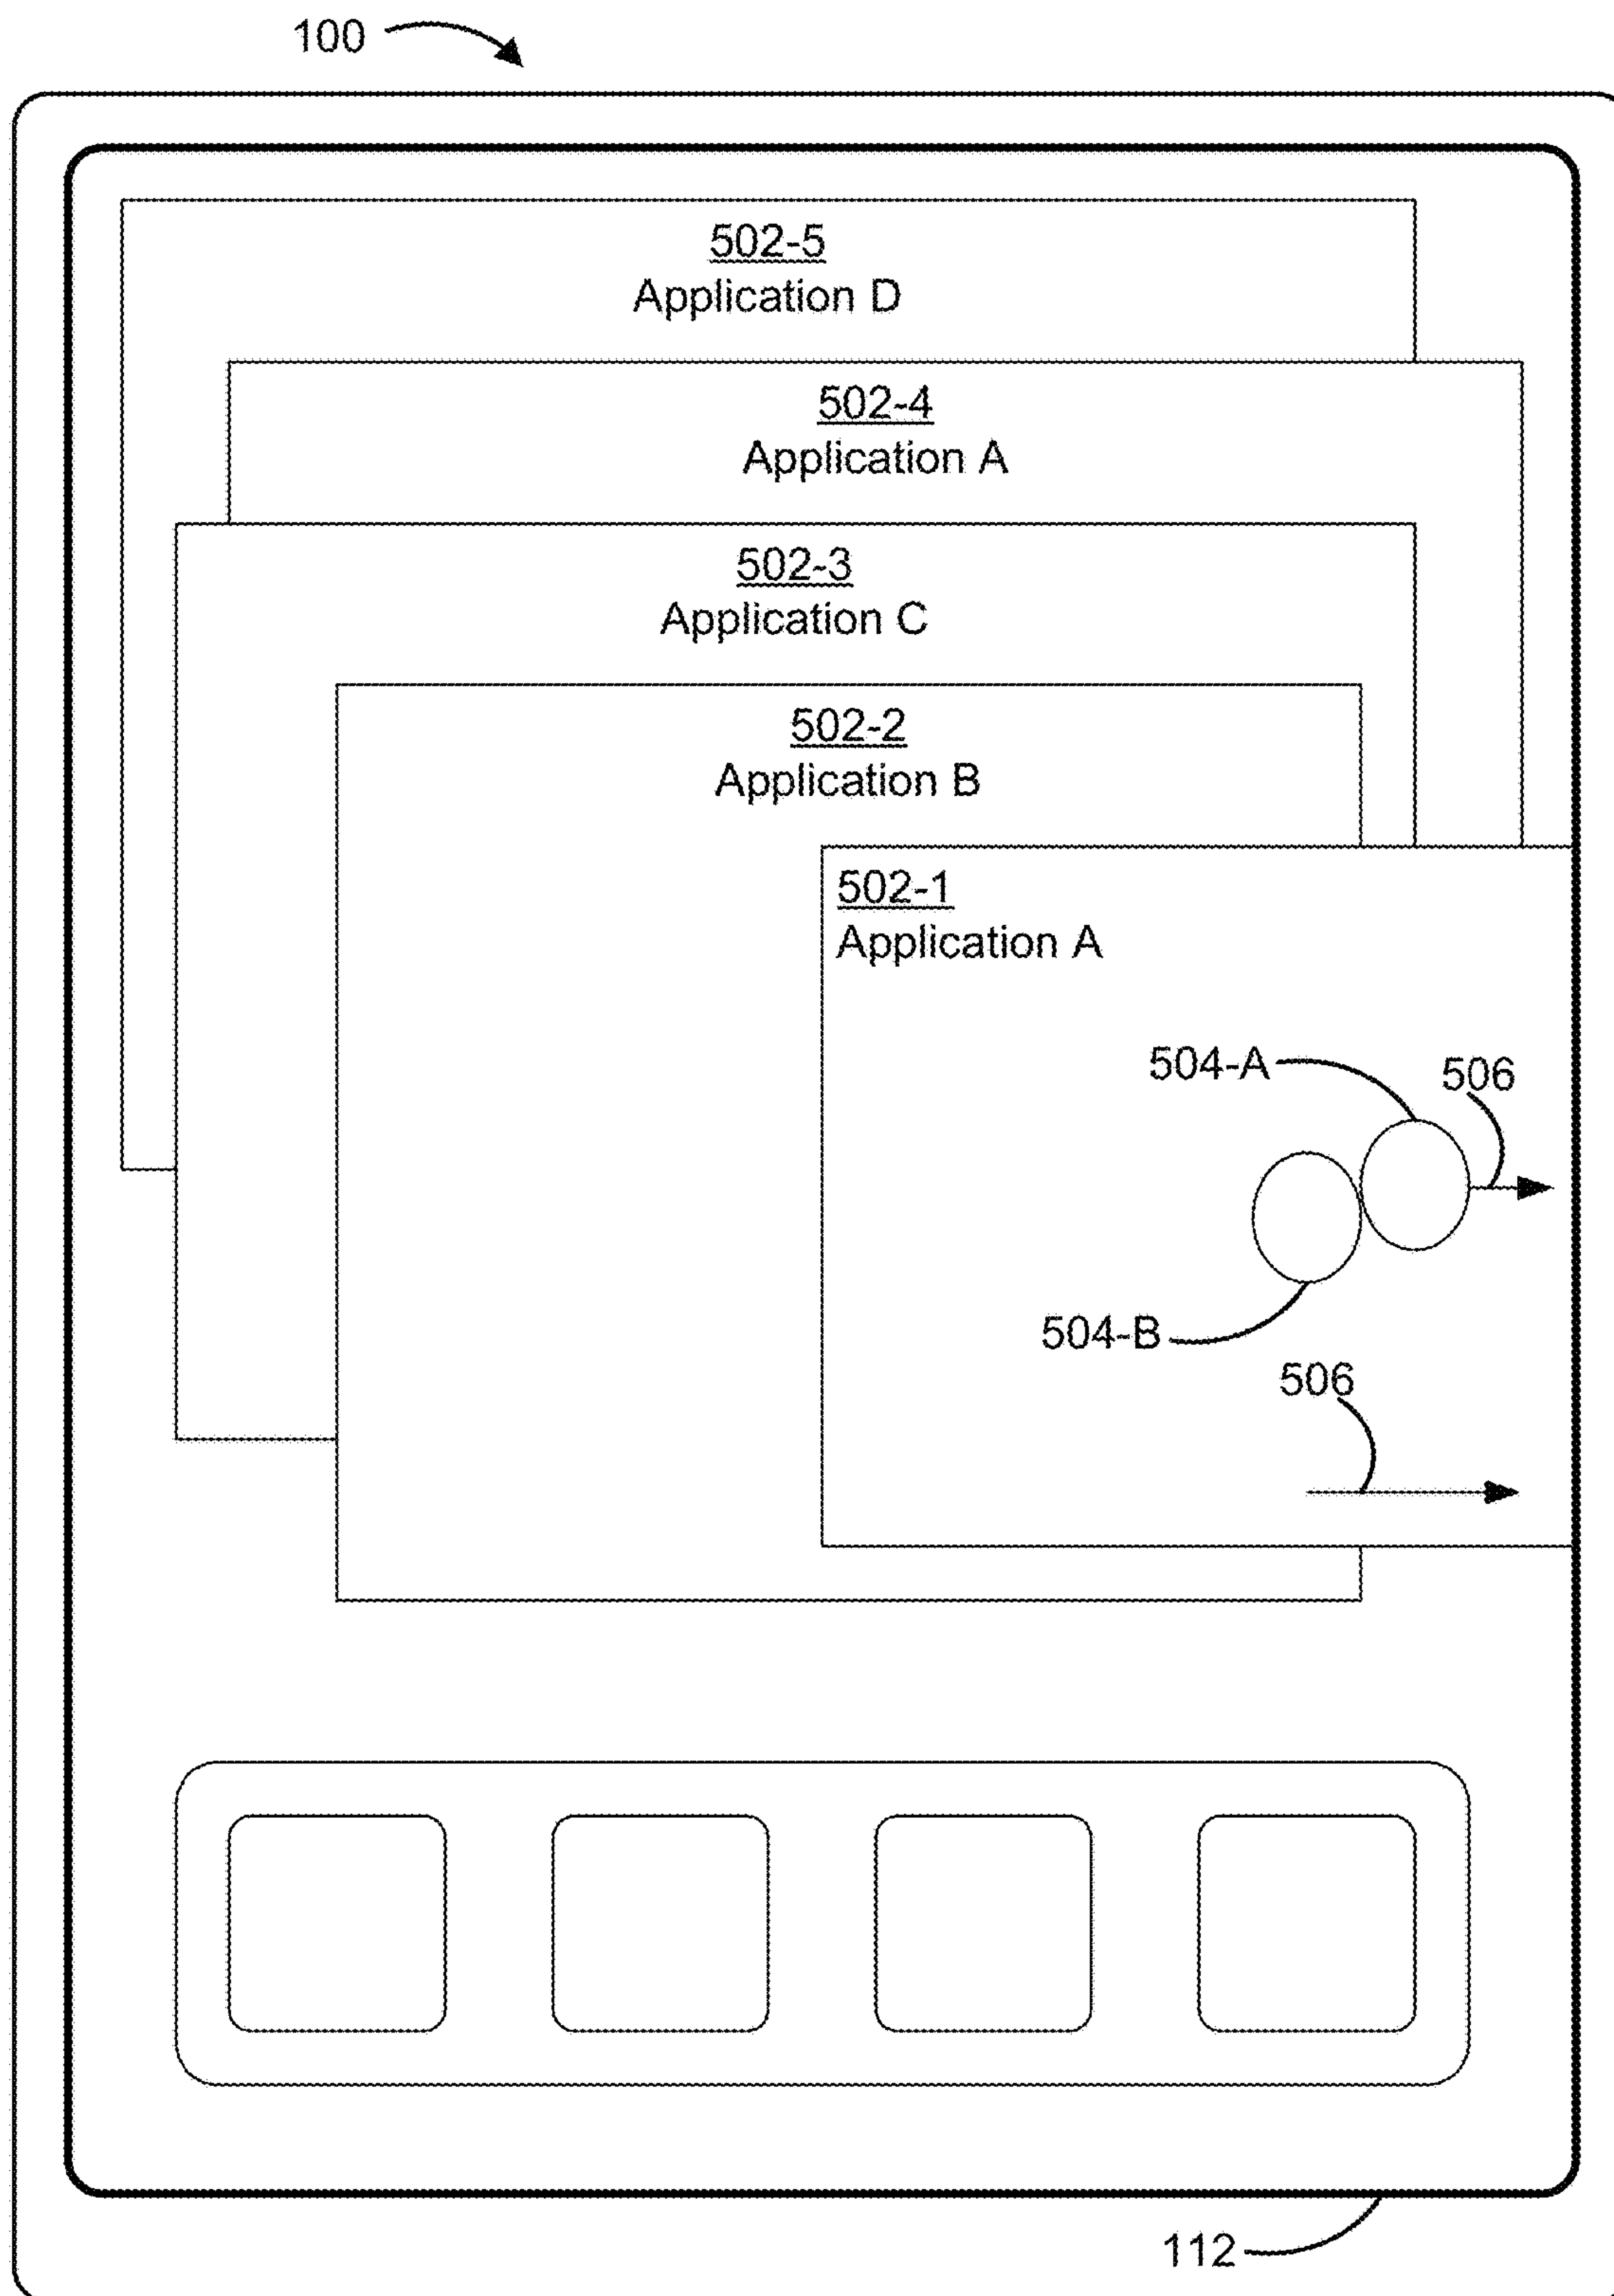 100
502-5
Application D
502-4
Application A
502-3
Application C
502-2
Application B
502-1
Application A
504-A
506
504-B
506
112